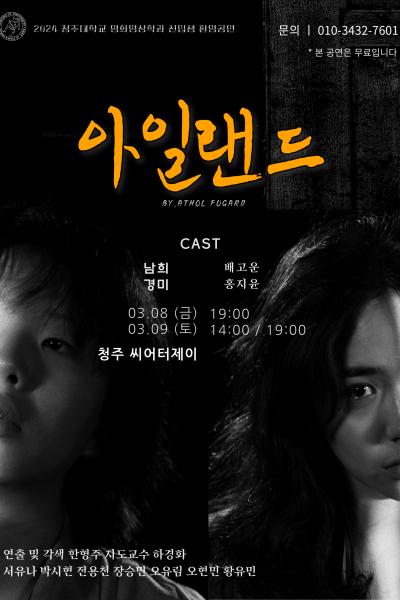 2024 청주대학교 영화영상학과 신입생 환영공연
문의 | 010-3432-7601
* 본 공연은 무료입니다
아일랜드
BY_ATHOL FUGARD
CAST
남희 배고운
경미 홍지윤
03.08 (금) 19:00
03.09 (토) 14:00 / 19:00
청주 씨어터제이
연출 및 각색 한형주 지도교수 하경화
서유나 박시현 전용천 장승민 오유림 오현민 황유민